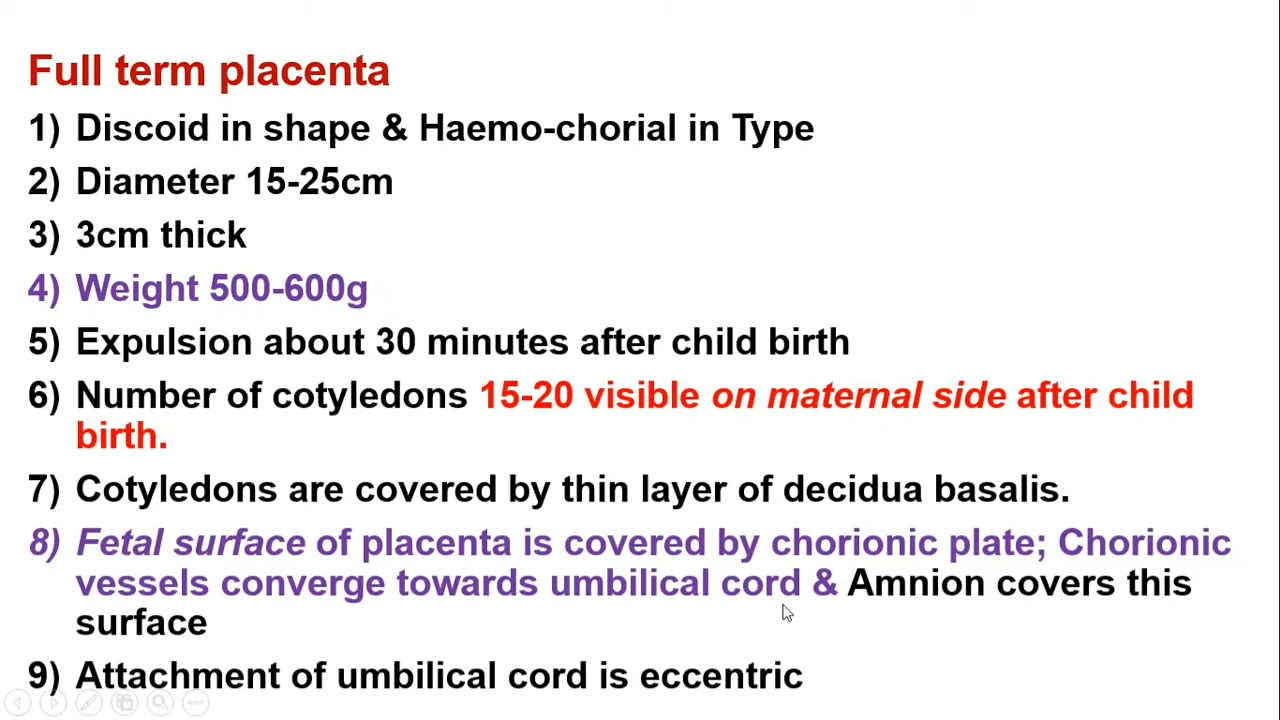 Full term placenta
1) Discoid in shape & Haemo-chorial in Type
2) Diameter 15-25cm
3) 3cm thick
4) Weight 500-600g
5) Expulsion about 30 minutes after child birth
6) Number of cotyledons 15-20 visible on maternal side after child
birth.
7) Cotyledons are covered by thin layer of decidua basalis.
8) Fetal surface of placenta is covered by chorionic plate; Chorionic
vessels converge towards umbilical cord & Amnion covers this
surface
9) Attachment of umbilical cord is eccentric